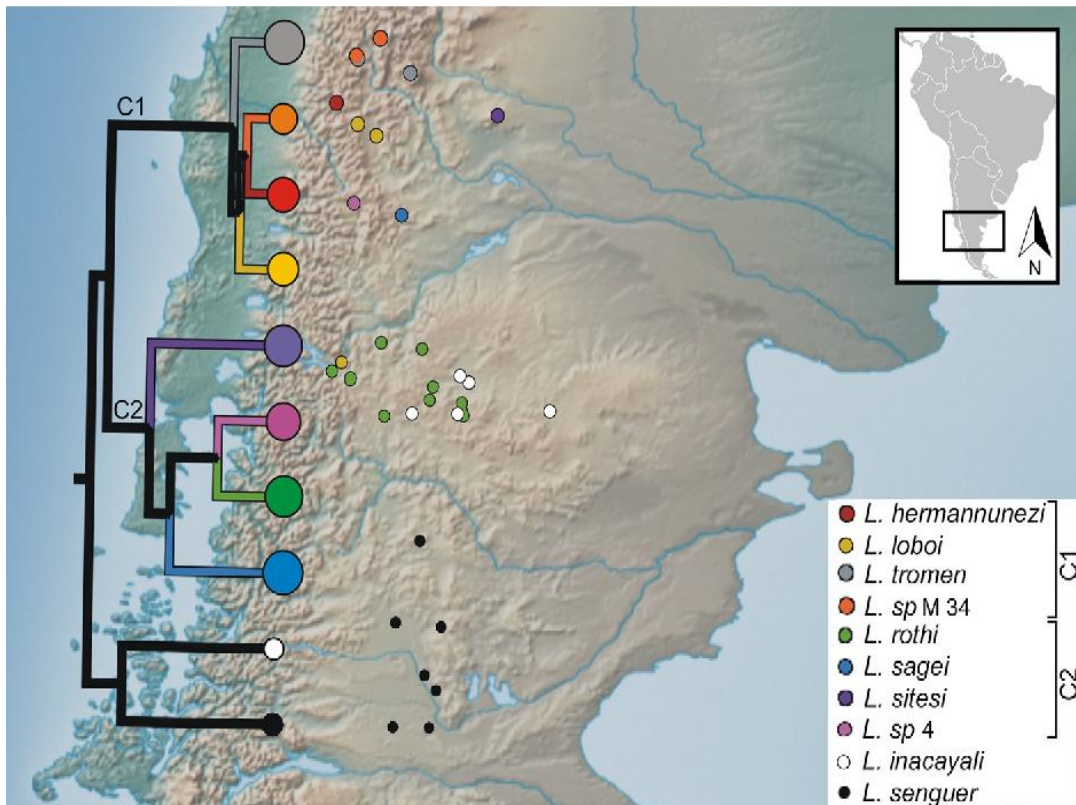 C1
C2
N
L. hermannunezi
L. loboi
L. tromen
L. sp M 34
C1
L. rothi
L. sagei
L. sitesi
L. sp 4
C2
L. inacayali
L. senguer